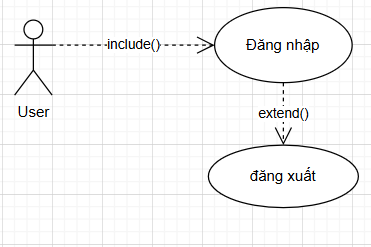 include()
Đăng nhập
User
extend()
đăng xuất